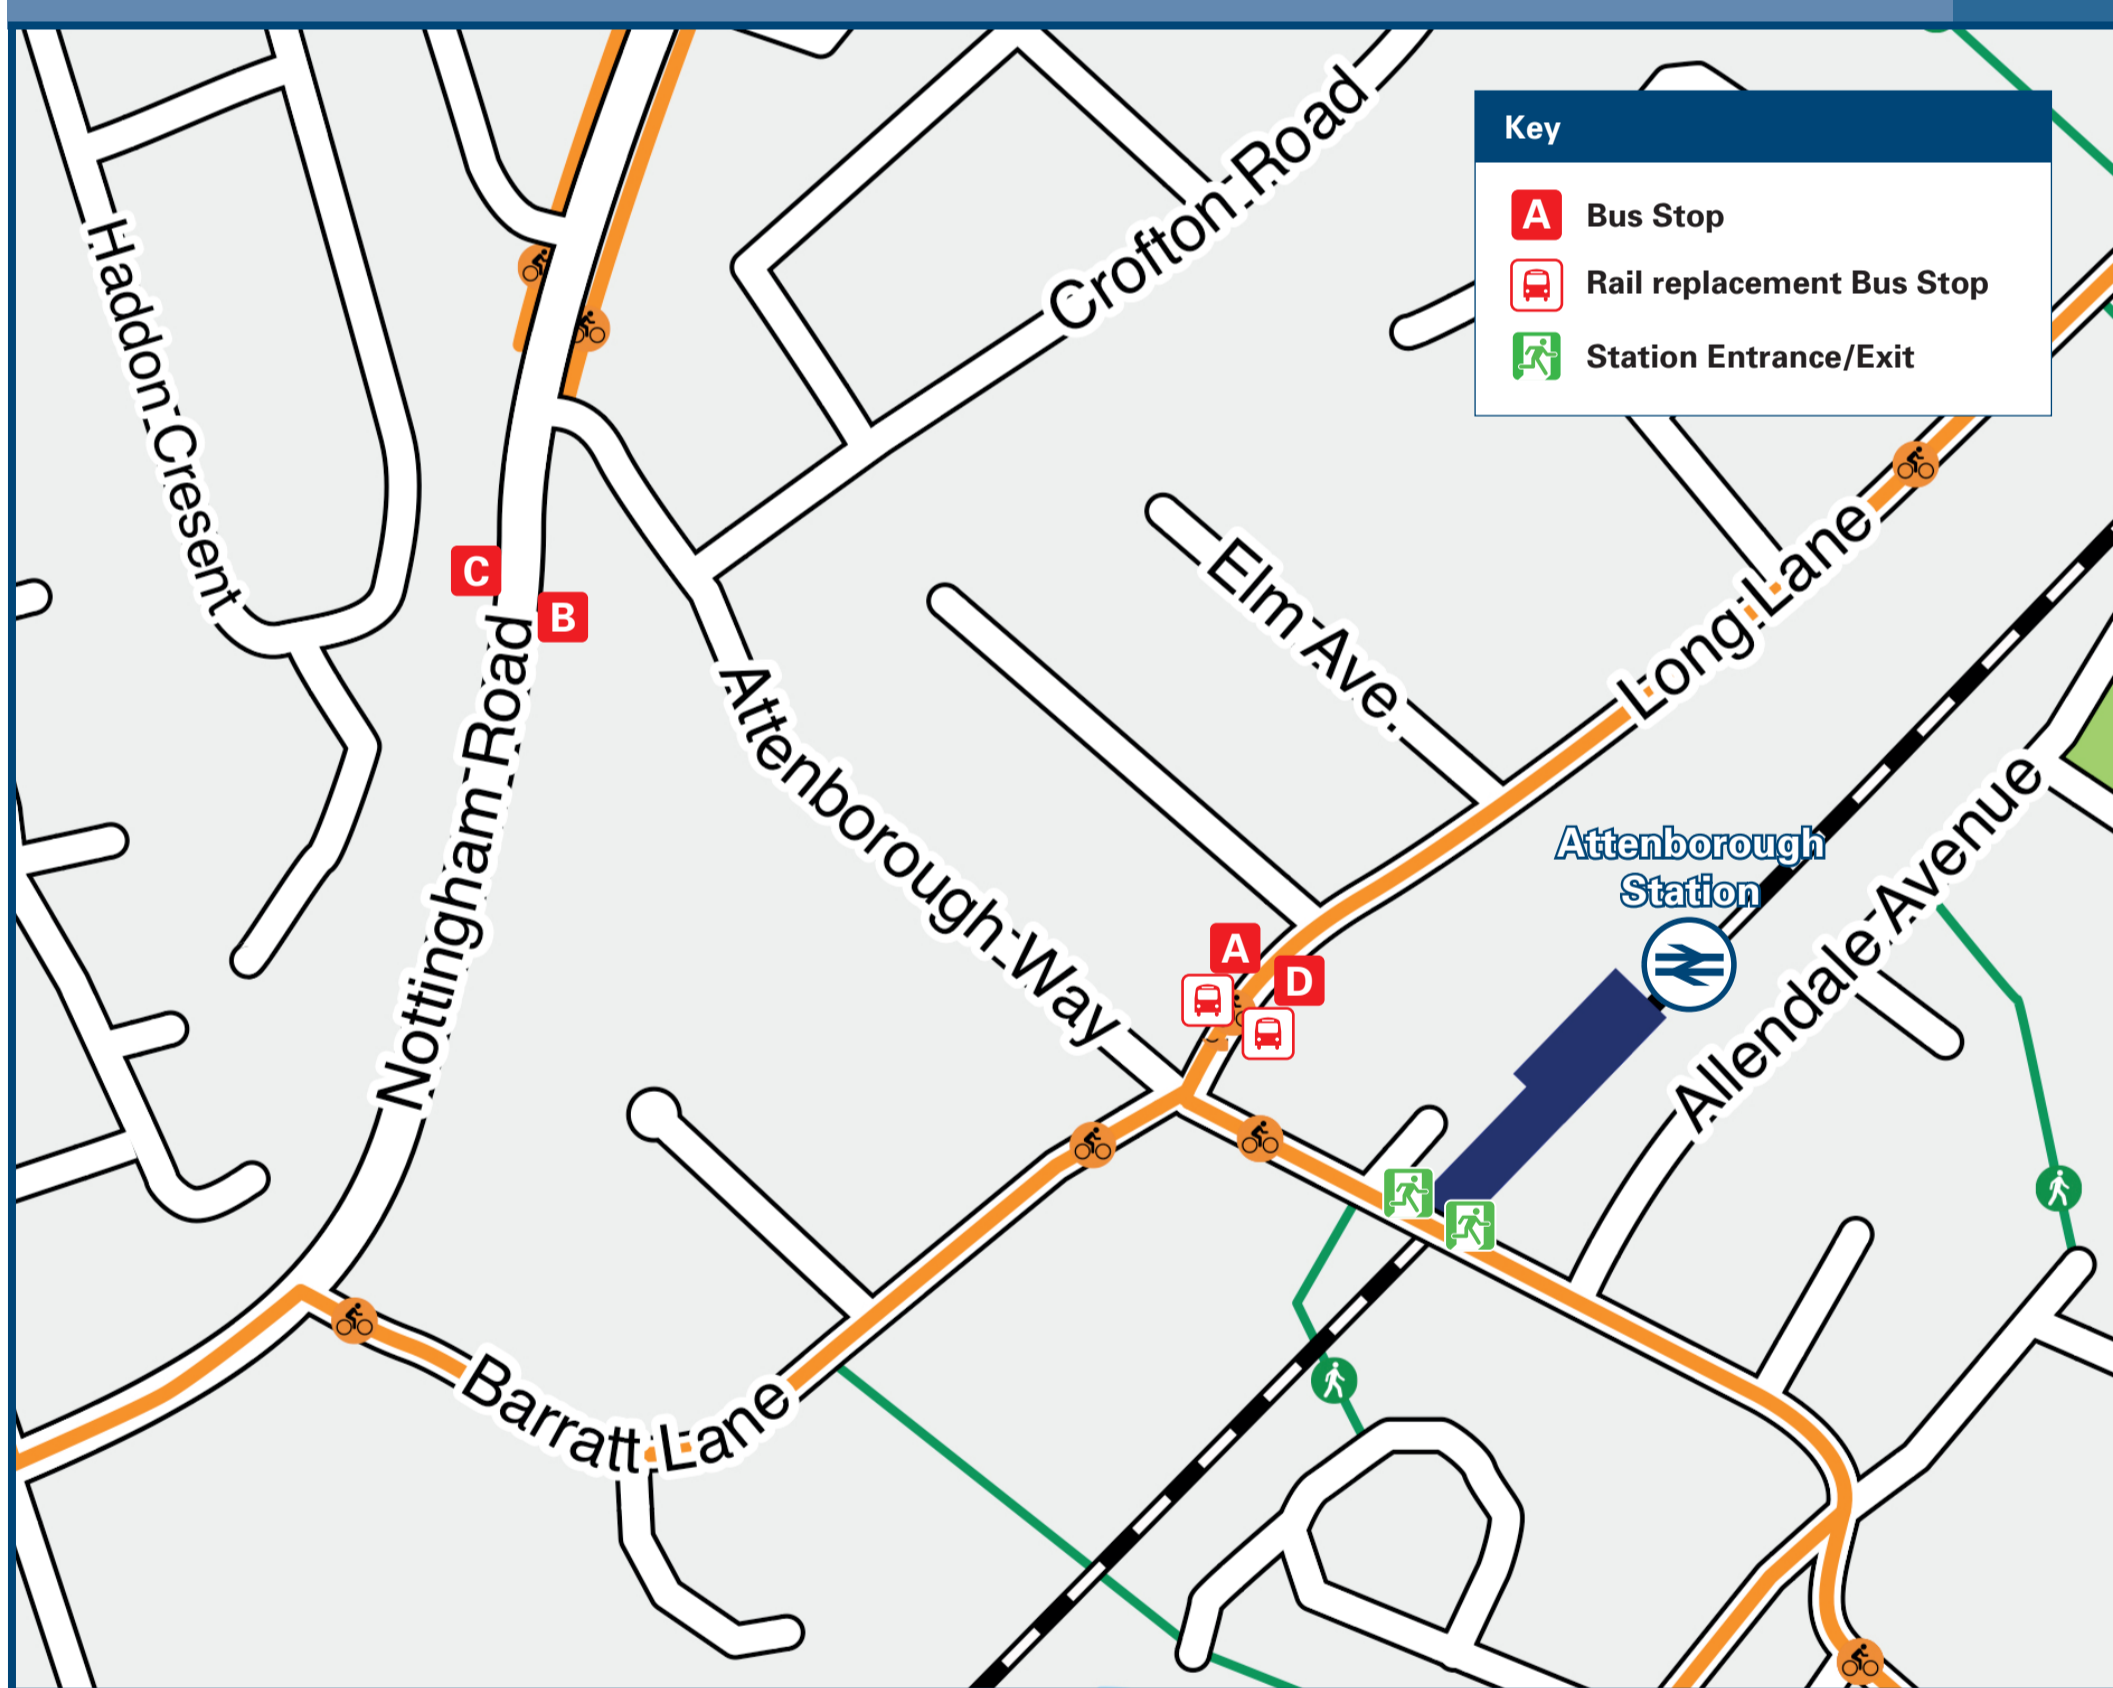 Key
A Bus Stop
Rail replacement Bus Stop
Station Entrance/Exit
Haddon Cresent
Crofton Road
Elm Ave.
Long Lane
C
B
Nottingham Road
Attenborough Way
Attenborough
Station
Allendale Avenue
A
D
Barratt Lane